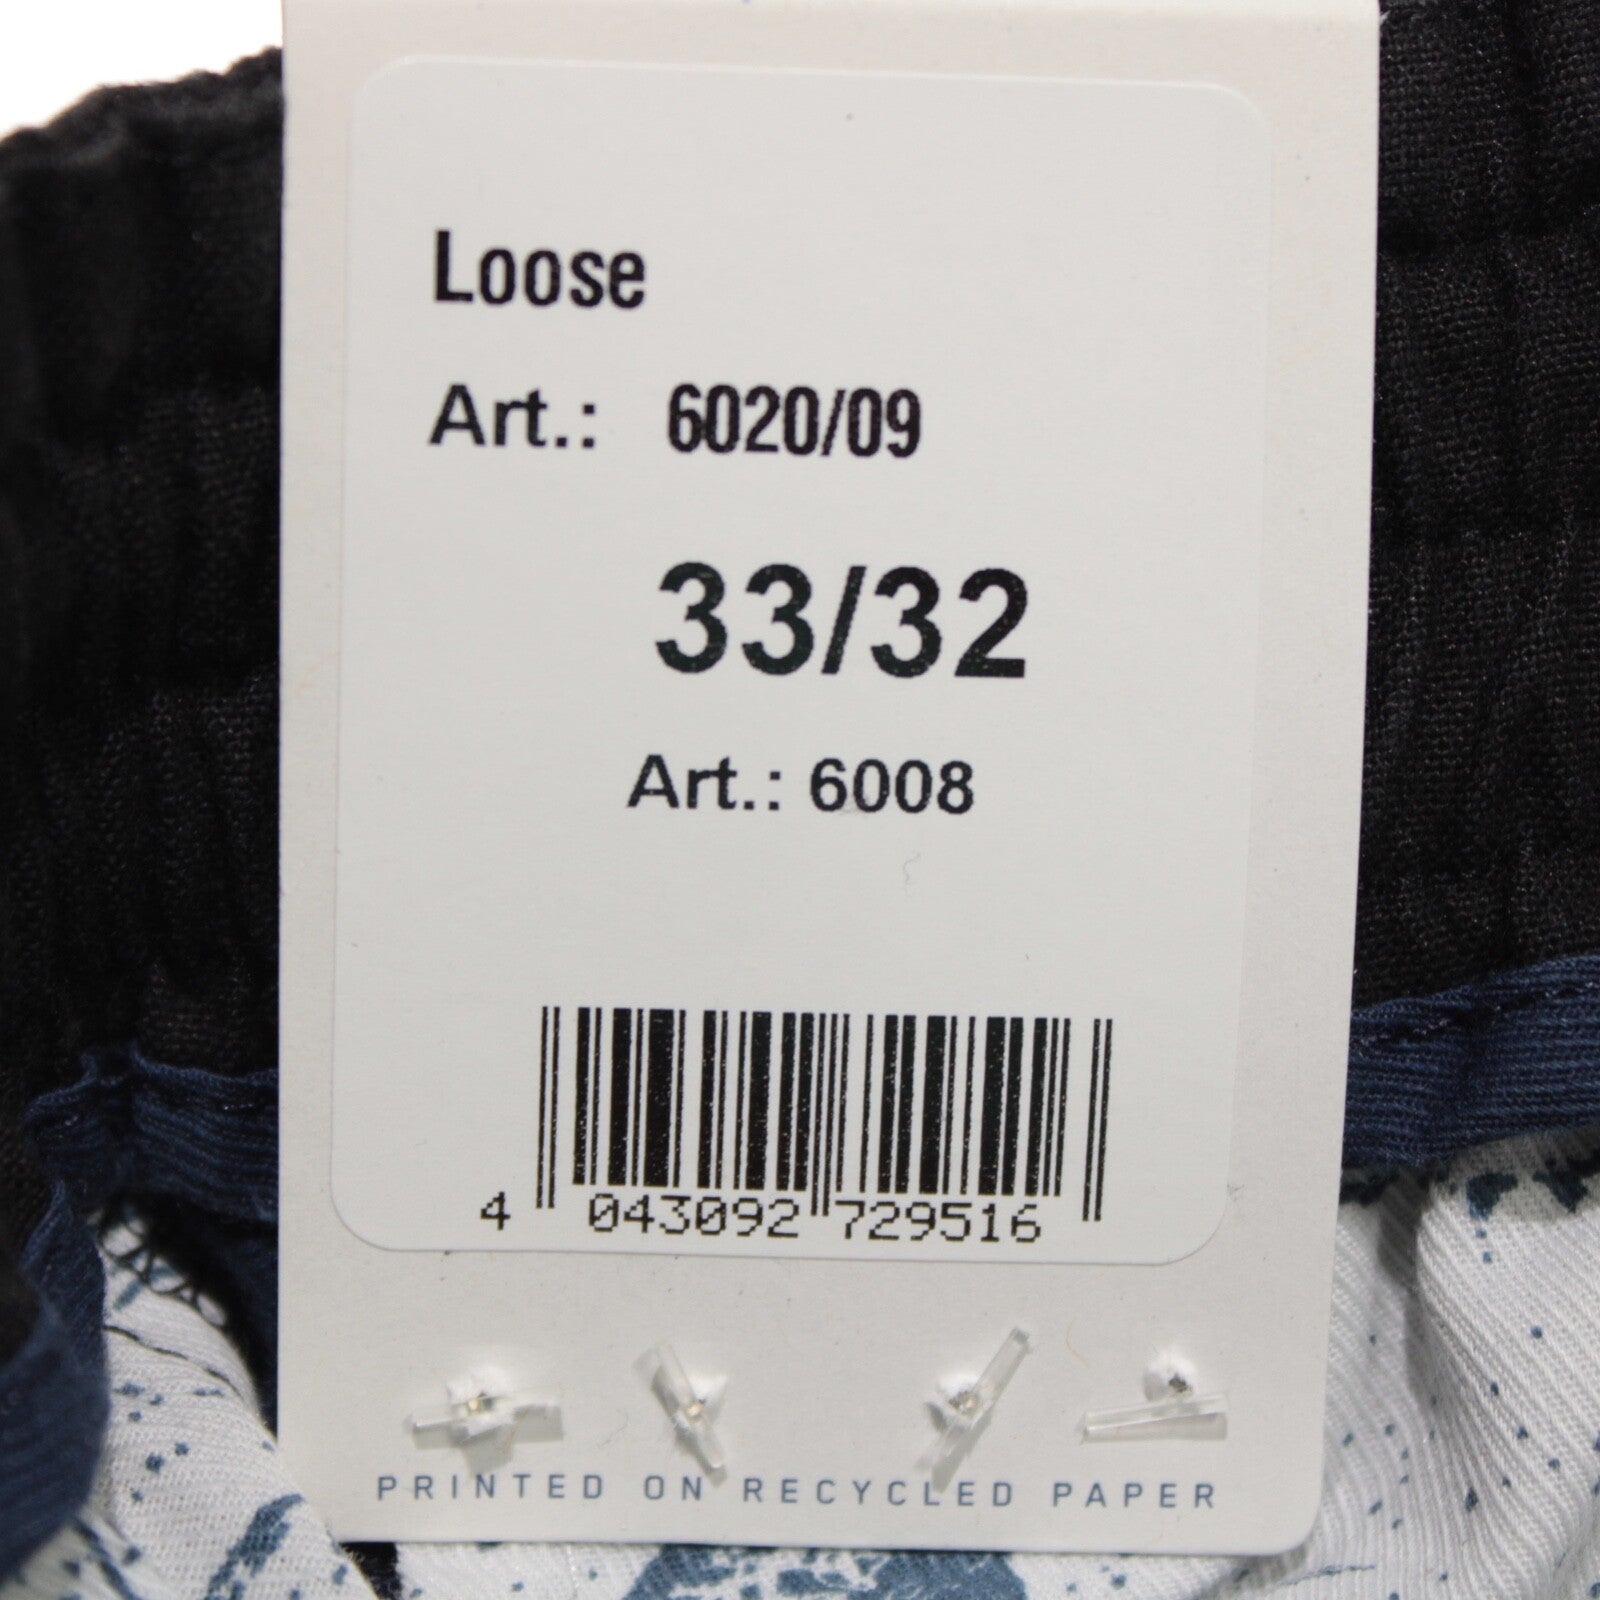 Loose
Art.: 6020/09
33/32
Art.: 6008
4 043092 729516
PRINTED ON RECYCLED PAPER